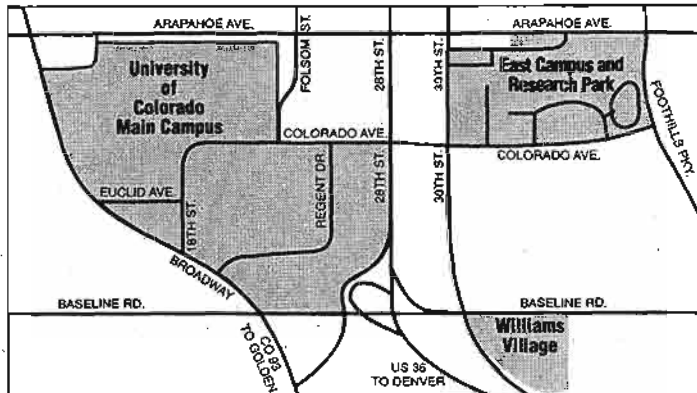 ARAPAHOE AVE.
ARAPAHOE AVE.
University
of
Colorado
Main Campus
FOLSOM ST.
28TH ST.
30TH ST.
East Campus and
Research Park
FOOTHILLS PKY.
COLORADO AVE.
COLORADO AVE.
EUCLID AVE.
18TH ST.
REGENT DR.
28TH ST.
30TH ST.
BROADWAY
BASELINE RD.
BASELINE RD.
Williams
Village
CO 93
TO GOLDEN
US 36
TO DENVER